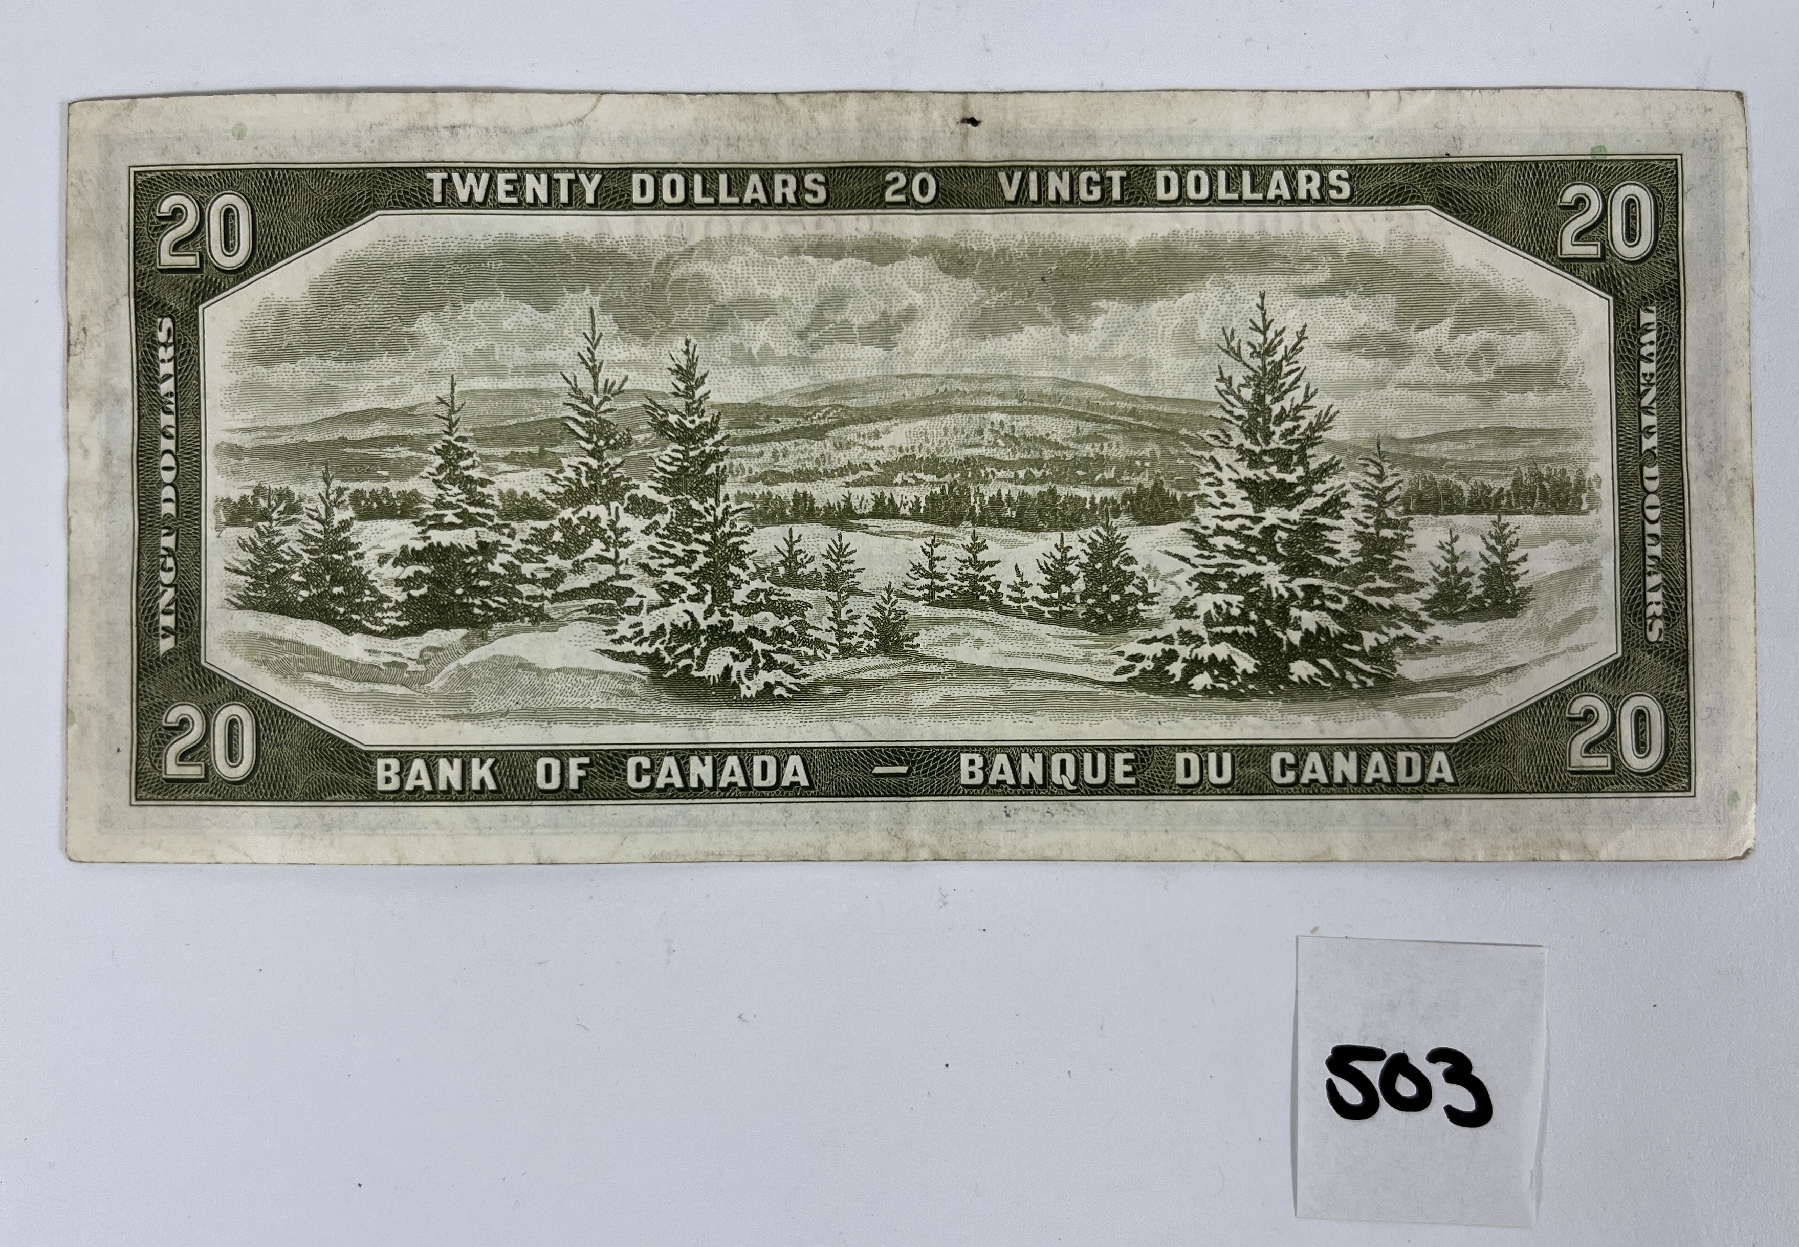 TWENTY DOLLARS 20 VINGT DOLLARS
20
20
VINGT DOLLARS
TWENTY DOLLARS
20
20
BANK OF CANADA — BANQUE DU CANADA
503